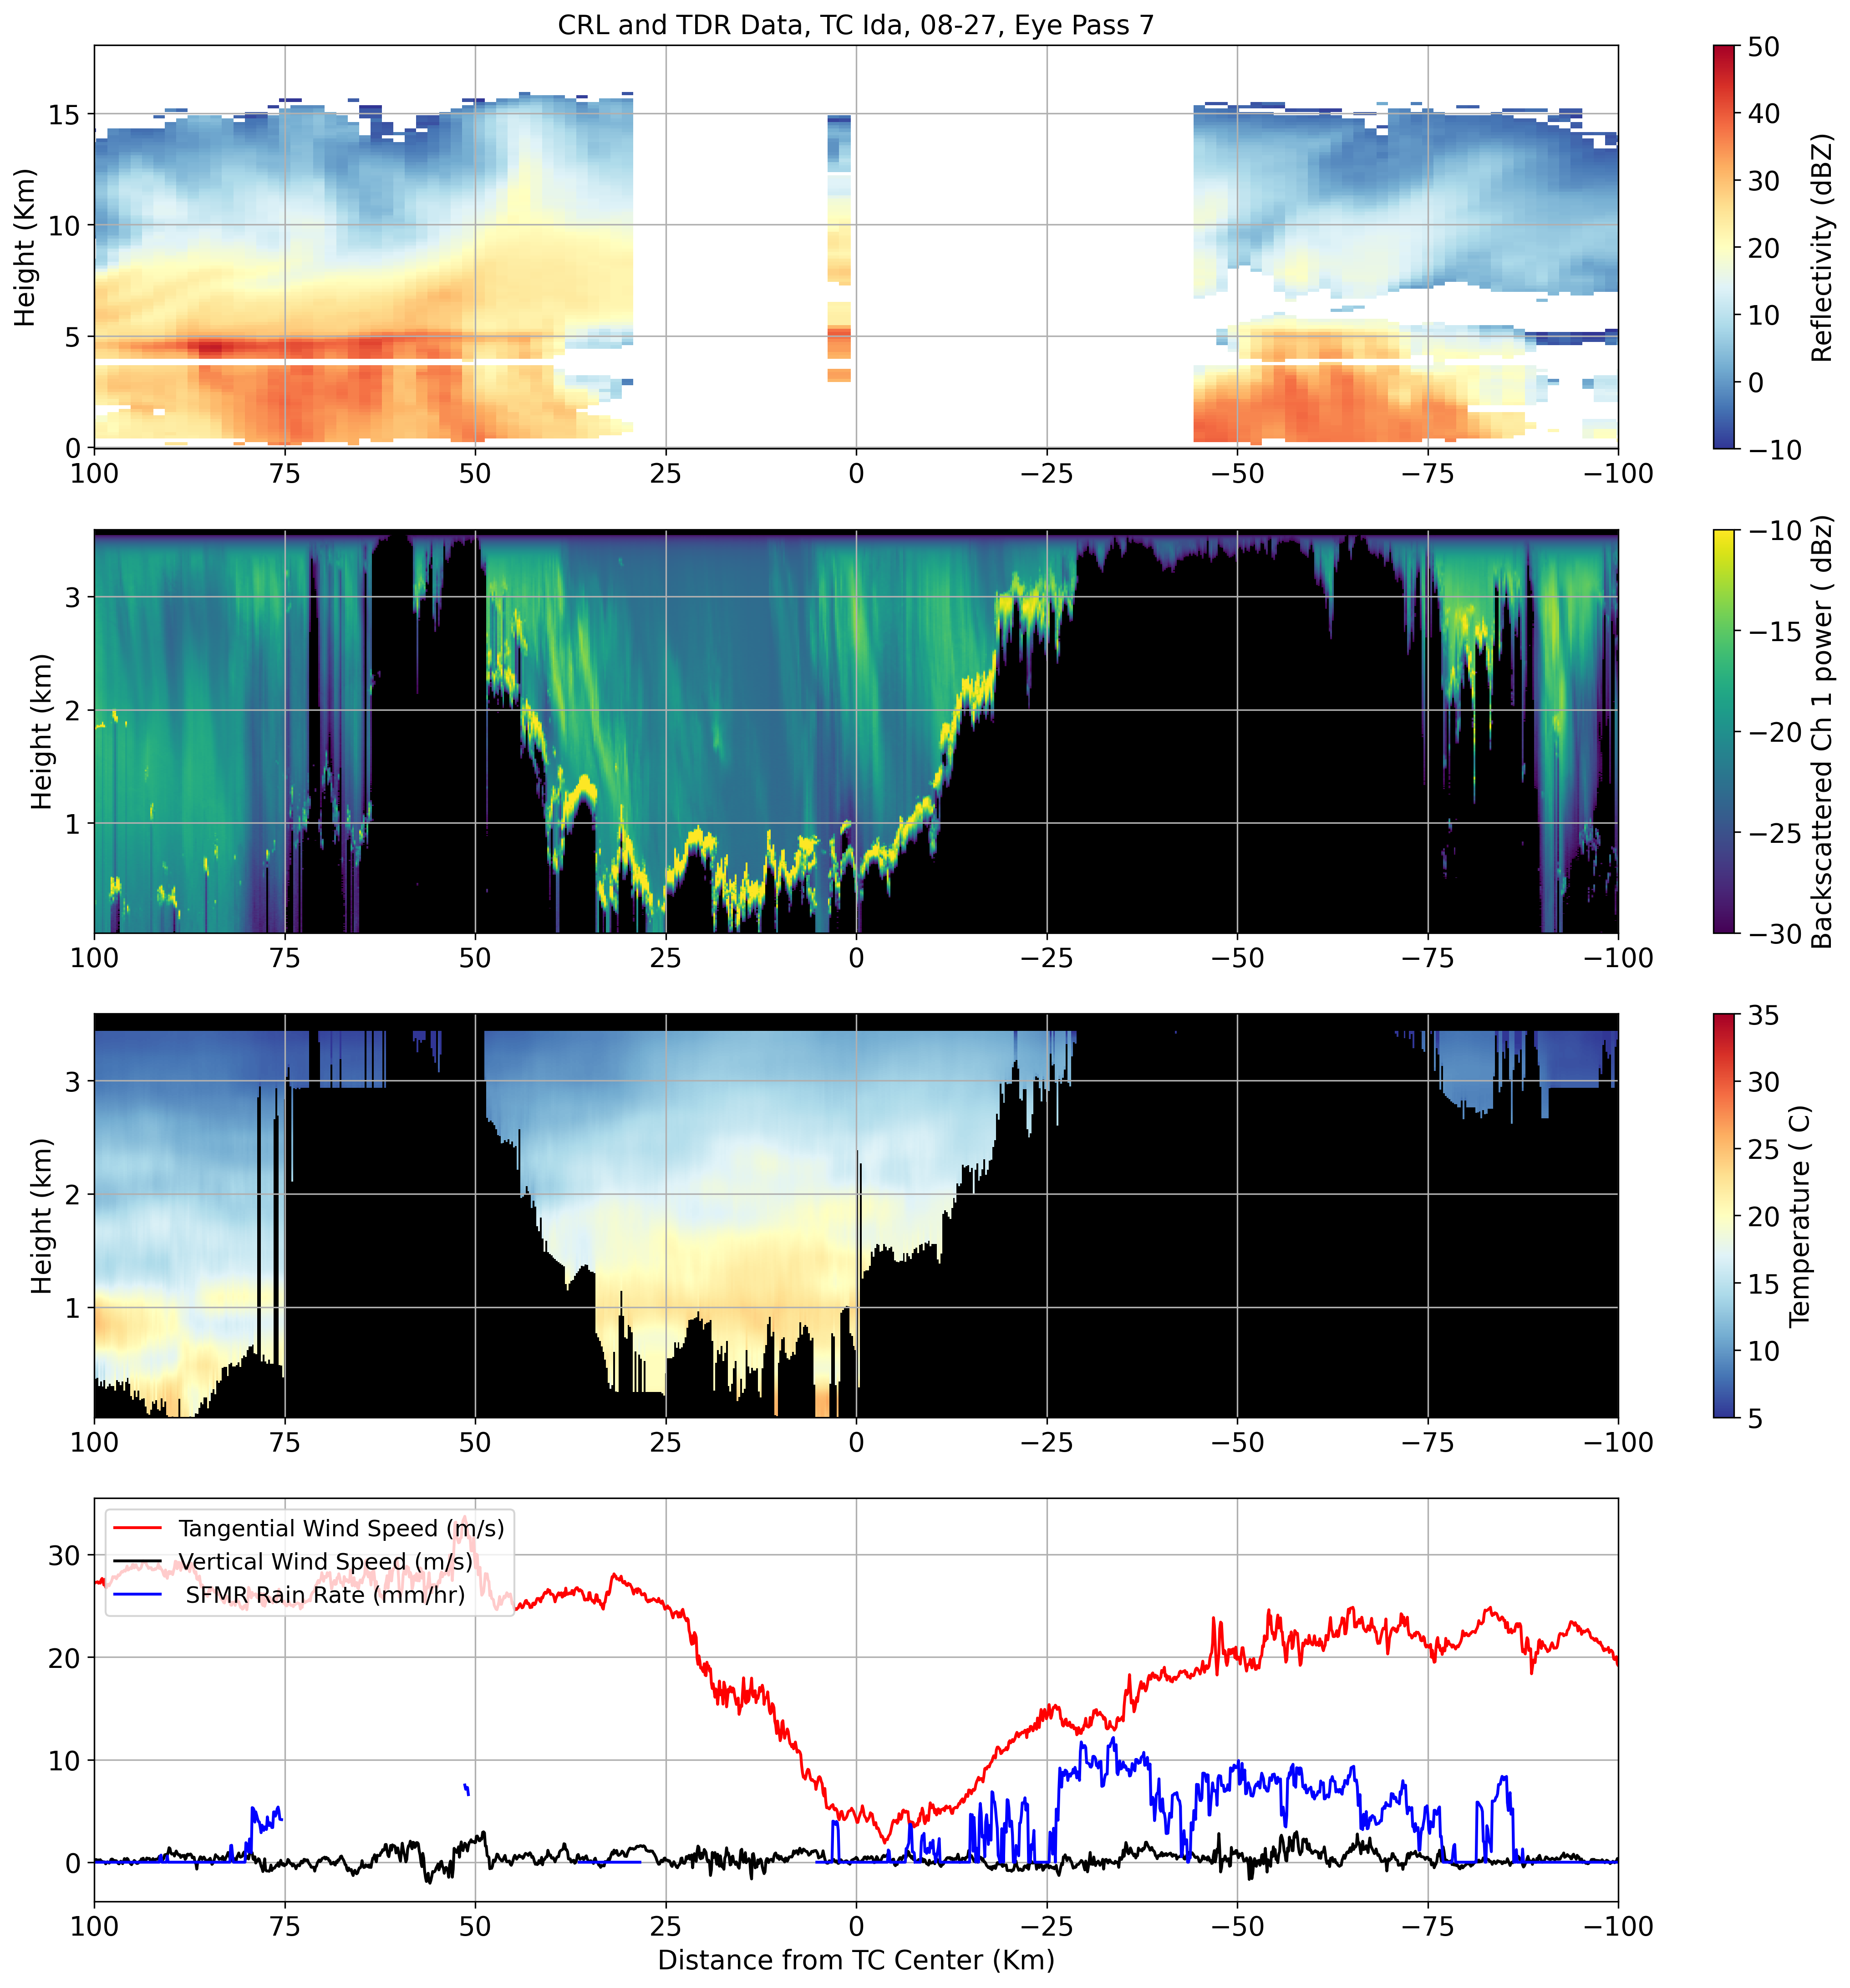 CRL and TDR Data, TC Ida, 08-27, Eye Pass 7
Height (Km)
15
10
5
0
100 75 50 25 0 −25 −50 −75 −100
50
40
30
20
10
0
−10
Reflectivity (dBZ)
Height (km)
3
2
1
100 75 50 25 0 −25 −50 −75 −100
−10
−15
−20
−25
−30
Backscattered Ch 1 power ( dBz)
Height (km)
3
2
1
100 75 50 25 0 −25 −50 −75 −100
35
30
25
20
15
10
5
Temperature ( C)
30
20
10
0
Tangential Wind Speed (m/s)
Vertical Wind Speed (m/s)
SFMR Rain Rate (mm/hr)
100 75 50 25 0 −25 −50 −75 −100
Distance from TC Center (Km)